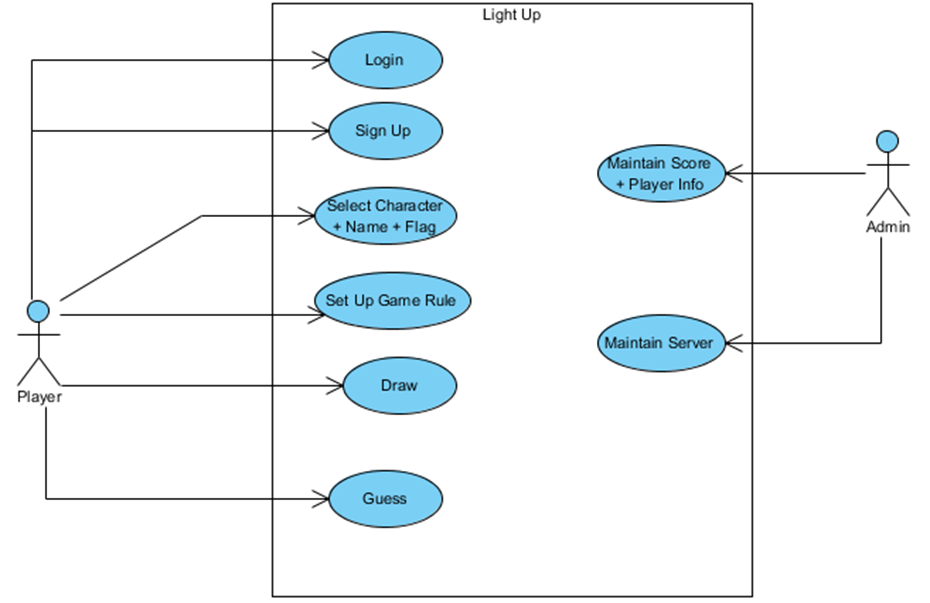 Light Up
Login
Sign Up
Select Character
+ Name + Flag
Set Up Game Rule
Draw
Guess
Player
Maintain Score
+ Player Info
Maintain Server
Admin